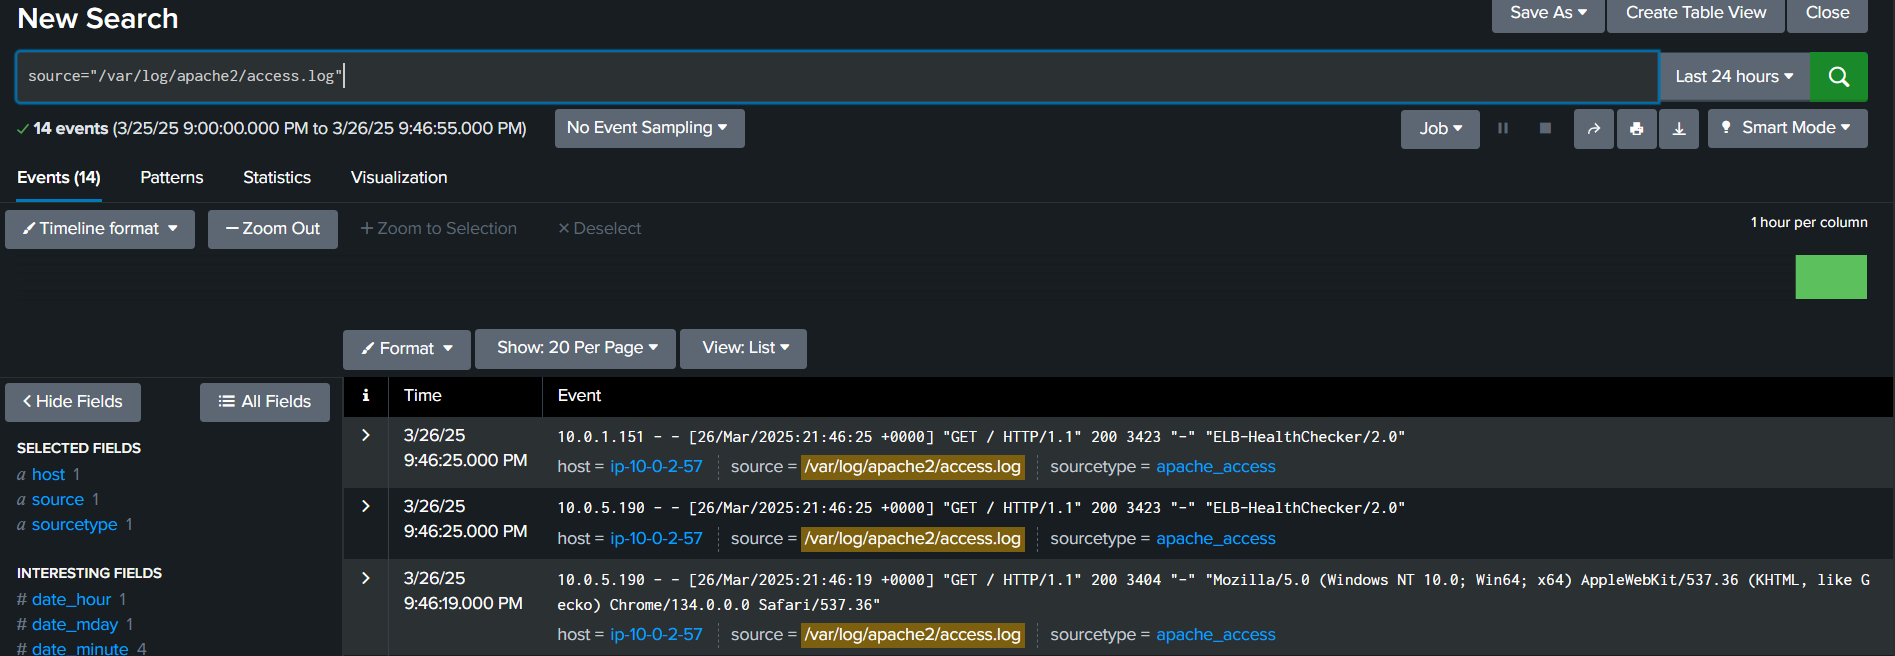 New Search
Save As
Create Table View
Close
source="/var/log/apache2/access.log"
Last 24 hours
14 events (3/25/25 9:00:00.000 PM to 3/26/25 9:46:55.000 PM)
No Event Sampling
Job
Smart Mode
Events (14)
Patterns
Statistics
Visualization
Timeline format
— Zoom Out
+ Zoom to Selection
× Deselect
1 hour per column
Format
Show: 20 Per Page
View: List
< Hide Fields
All Fields
i
Time
Event
SELECTED FIELDS
a host 1
a source 1
a sourcetype 1
INTERESTING FIELDS
# date_hour 1
# date_mday 1
# date_minute 4
> 3/26/25
9:46:25.000 PM
10.0.1.151 - - [26/Mar/2025:21:46:25 +0000] "GET / HTTP/1.1" 200 3423 "-" "ELB-HealthChecker/2.0"
host = ip-10-0-2-57 source = /var/log/apache2/access.log sourcetype = apache_access
> 3/26/25
9:46:25.000 PM
10.0.5.190 - - [26/Mar/2025:21:46:25 +0000] "GET / HTTP/1.1" 200 3423 "-" "ELB-HealthChecker/2.0"
host = ip-10-0-2-57 source = /var/log/apache2/access.log sourcetype = apache_access
> 3/26/25
9:46:19.000 PM
10.0.5.190 - - [26/Mar/2025:21:46:19 +0000] "GET / HTTP/1.1" 200 3404 "-" "Mozilla/5.0 (Windows NT 10.0; Win64; x64) AppleWebKit/537.36 (KHTML, like G
ecko) Chrome/134.0.0.0 Safari/537.36"
host = ip-10-0-2-57 source = /var/log/apache2/access.log sourcetype = apache_access